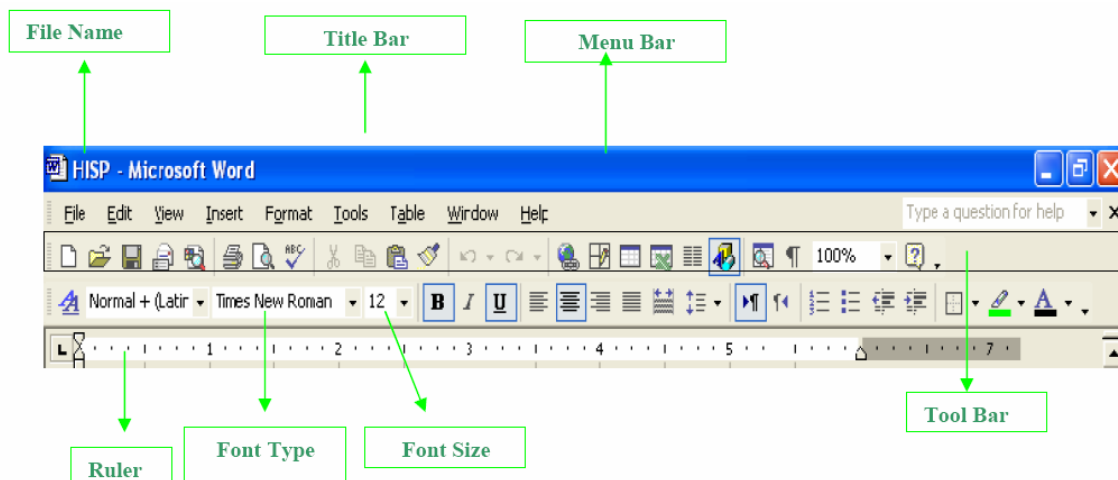 File Name
Title Bar
Menu Bar
HISP - Microsoft Word
File Edit View Insert Format Tools Table Window Help
Type a question for help
ABC
100%
Normal + (Latir Times New Roman 12 B I U A
1 2 3 4 5 7
Tool Bar
Font Type
Font Size
Ruler